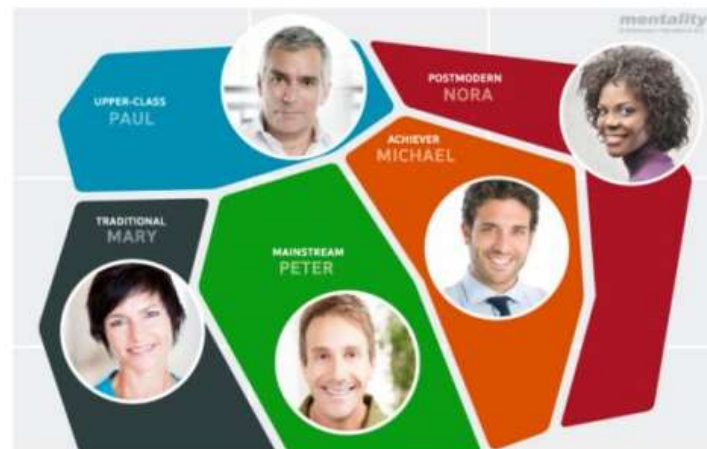 mentality
UPPER-CLASS
PAUL
POSTMODERN
NORA
ACHIEVER
MICHAEL
TRADITIONAL
MARY
MAINSTREAM
PETER